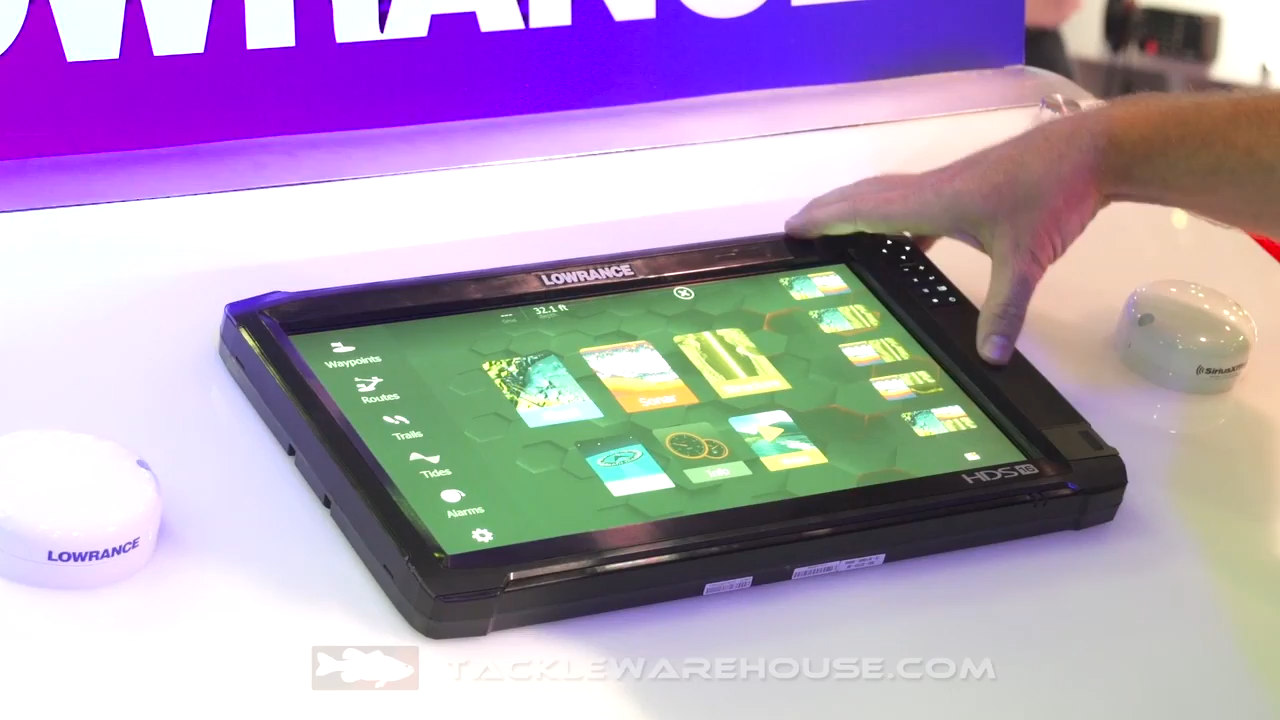 LOWRANCE
LOWRANCE
32.1 ft
Waypoints
Routes
Trails
Tides
Alarms
Sonar
Info
HDS 16
LOWRANCE
SiriusXM
TACKLEWAREHOUSE.COM